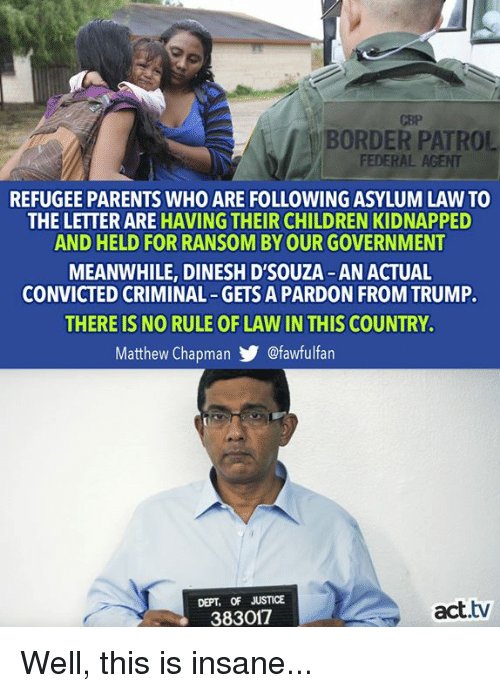 CBP
BORDER PATROL
FEDERAL AGENT
REFUGEE PARENTS WHO ARE FOLLOWING ASYLUM LAW TO
THE LETTER ARE HAVING THEIR CHILDREN KIDNAPPED
AND HELD FOR RANSOM BY OUR GOVERNMENT
MEANWHILE, DINESH D'SOUZA - AN ACTUAL
CONVICTED CRIMINAL - GETS A PARDON FROM TRUMP.
THERE IS NO RULE OF LAW IN THIS COUNTRY.
Matthew Chapman @fawfulfan
DEPT. OF JUSTICE
383017
act.tv
Well, this is insane...